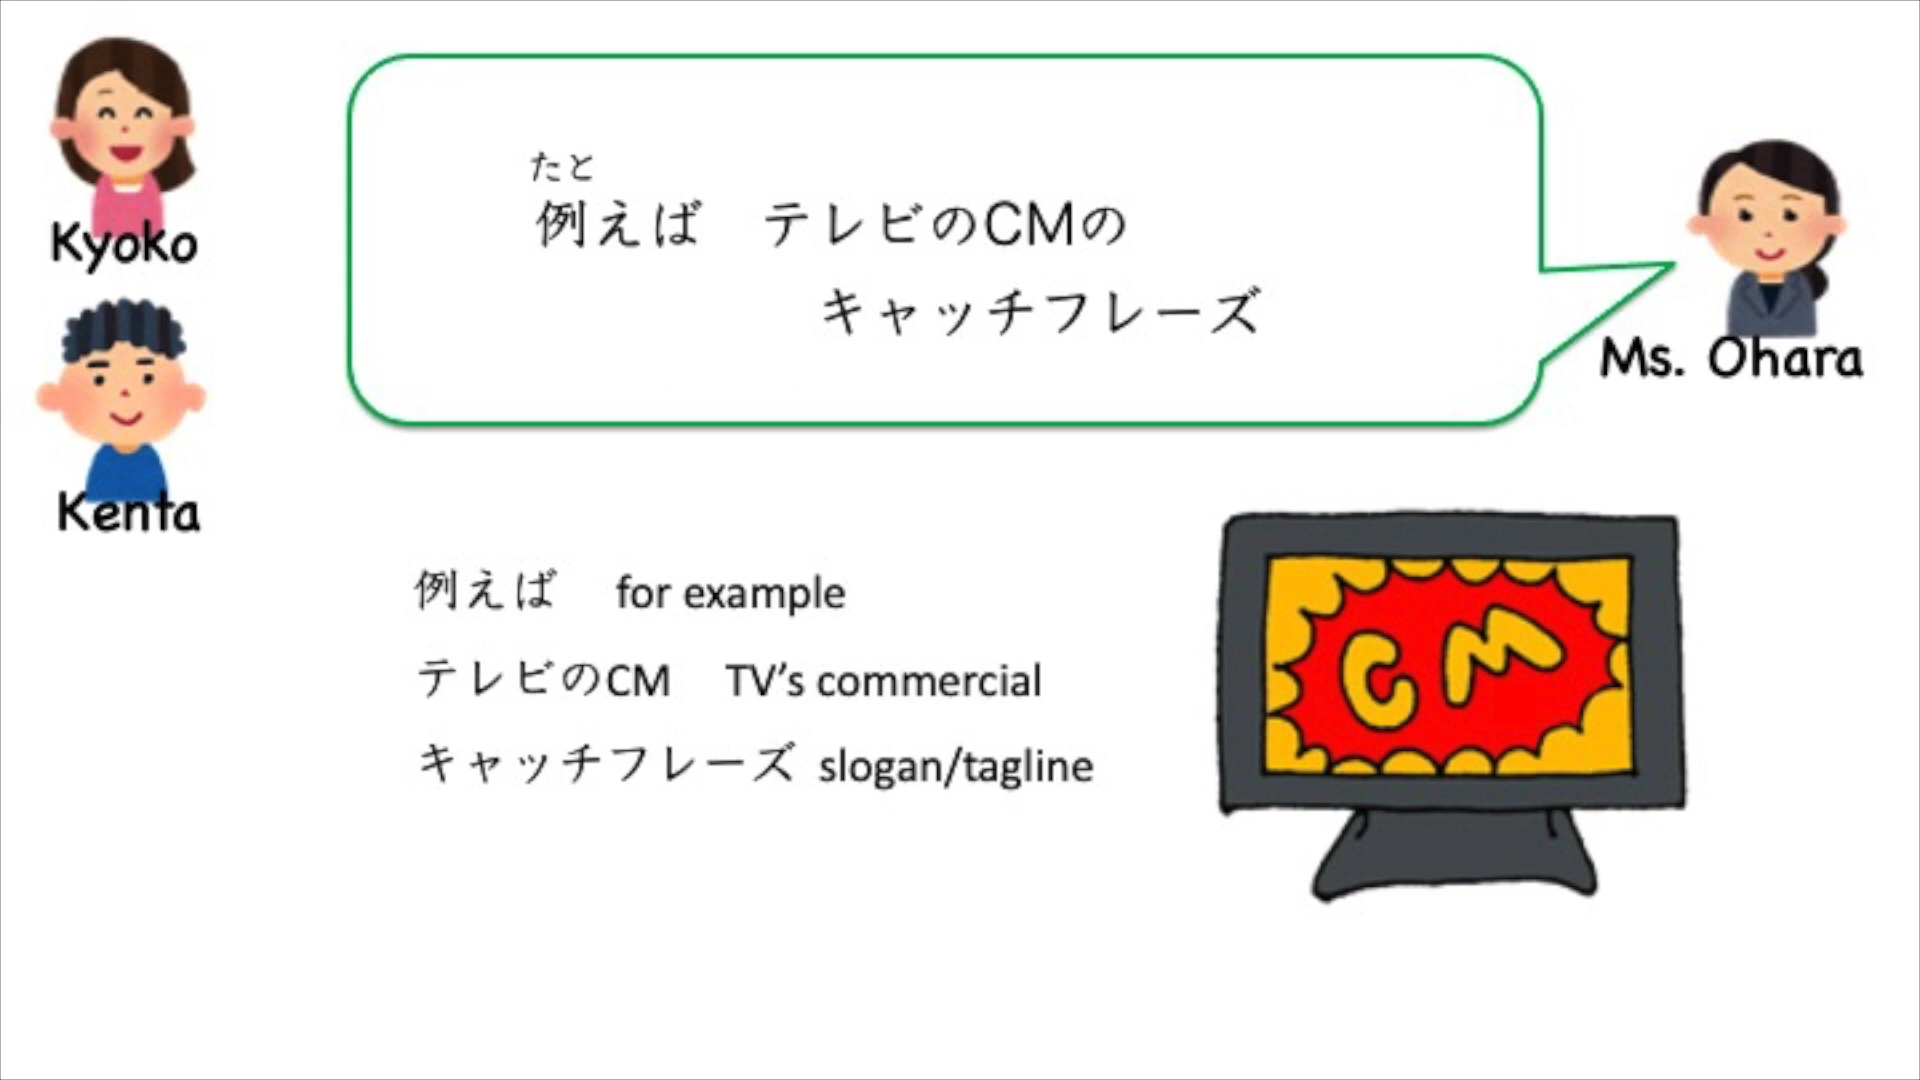 Kyoko
たと
例えば　テレビのCMの
キャッチフレーズ
Ms. Ohara
Kenta
例えば　for example
テレビのCM　TV’s commercial
キャッチフレーズ slogan/tagline
CM